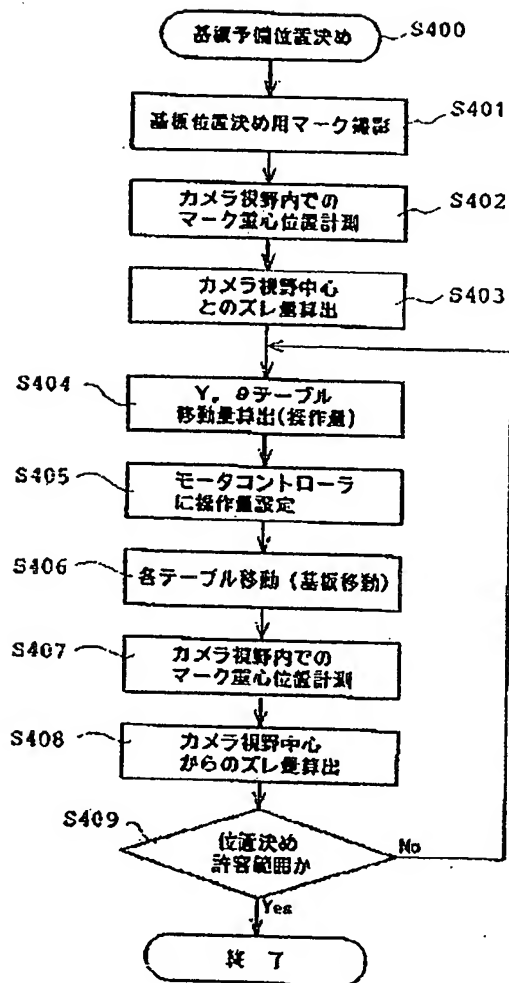 基板予備位置決め
S400
基板位置決め用マーク撮影
S401
カメラ視野内での
マーク重心位置計測
S402
カメラ視野中心
とのズレ量算出
S403
S404
Y, θテーブル
移動量算出(操作量)
S405
モータコントローラ
に操作量設定
S406
各テーブル移動(基板移動)
S407
カメラ視野内での
マーク重心位置計測
S408
カメラ視野中心
からのズレ量算出
S409
位置決め
許容範囲か
No
Yes
終了